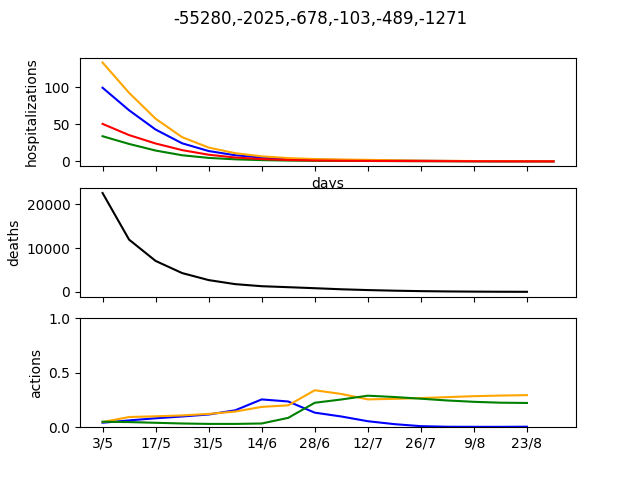 -55280,-2025,-678,-103,-489,-1271
hospitalizations
100
50
0
days
deaths
20000
10000
0
actions
1.0
0.5
0.0
3/5 17/5 31/5 14/6 28/6 12/7 26/7 9/8 23/8